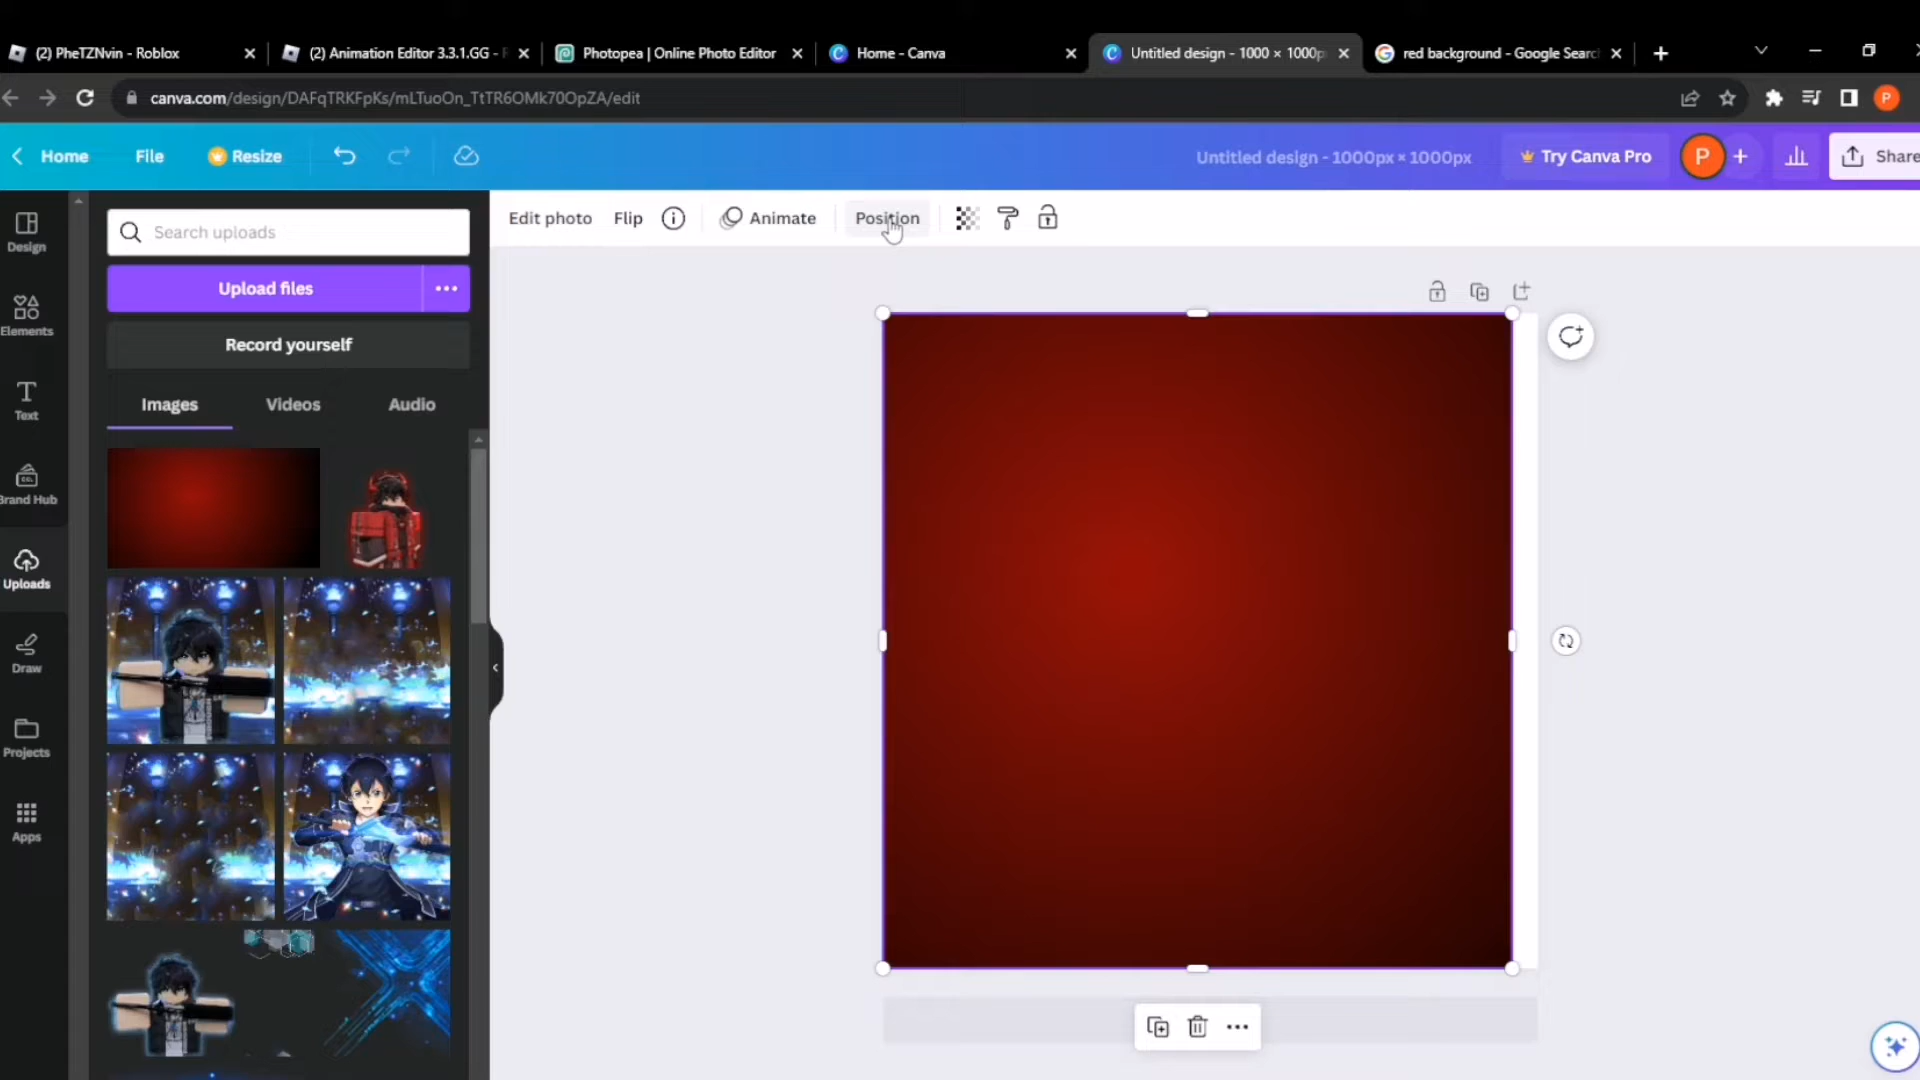 (2) PheTZNvin - Roblox
(2) Animation Editor 3.3.1.GG -
Photopea | Online Photo Editor
Home - Canva
Untitled design - 1000 × 1000p
red background - Google Searc
canva.com/design/DAFqTRKFpKs/mLTuoOn_TtTR6OMk70OpZA/edit
P
Home
File
Resize
Untitled design - 1000px × 1000px
Try Canva Pro
P
Share
Design
Elements
Text
Brand Hub
Uploads
Draw
Projects
Apps
Search uploads
Upload files
Record yourself
Images
Videos
Audio
Edit photo
Flip
Animate
Position